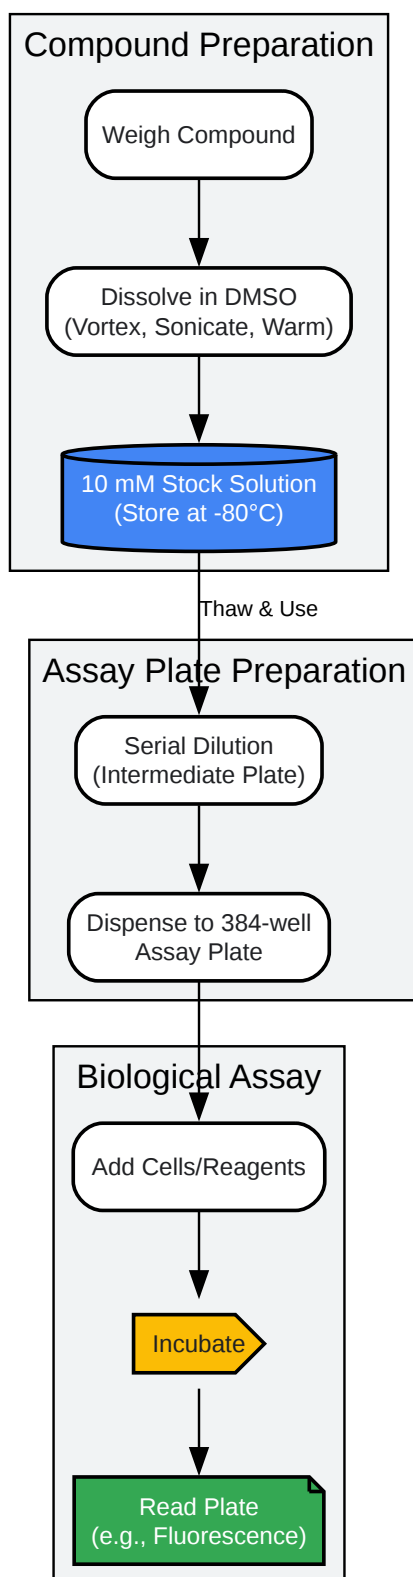 Compound Preparation
Weigh Compound
Dissolve in DMSO
(Vortex, Sonicate, Warm)
10 mM Stock Solution
(Store at -80°C)
Thaw & Use
Assay Plate Preparation
Serial Dilution
(Intermediate Plate)
Dispense to 384-well
Assay Plate
Biological Assay
Add Cells/Reagents
Incubate
Read Plate
(e.g., Fluorescence)